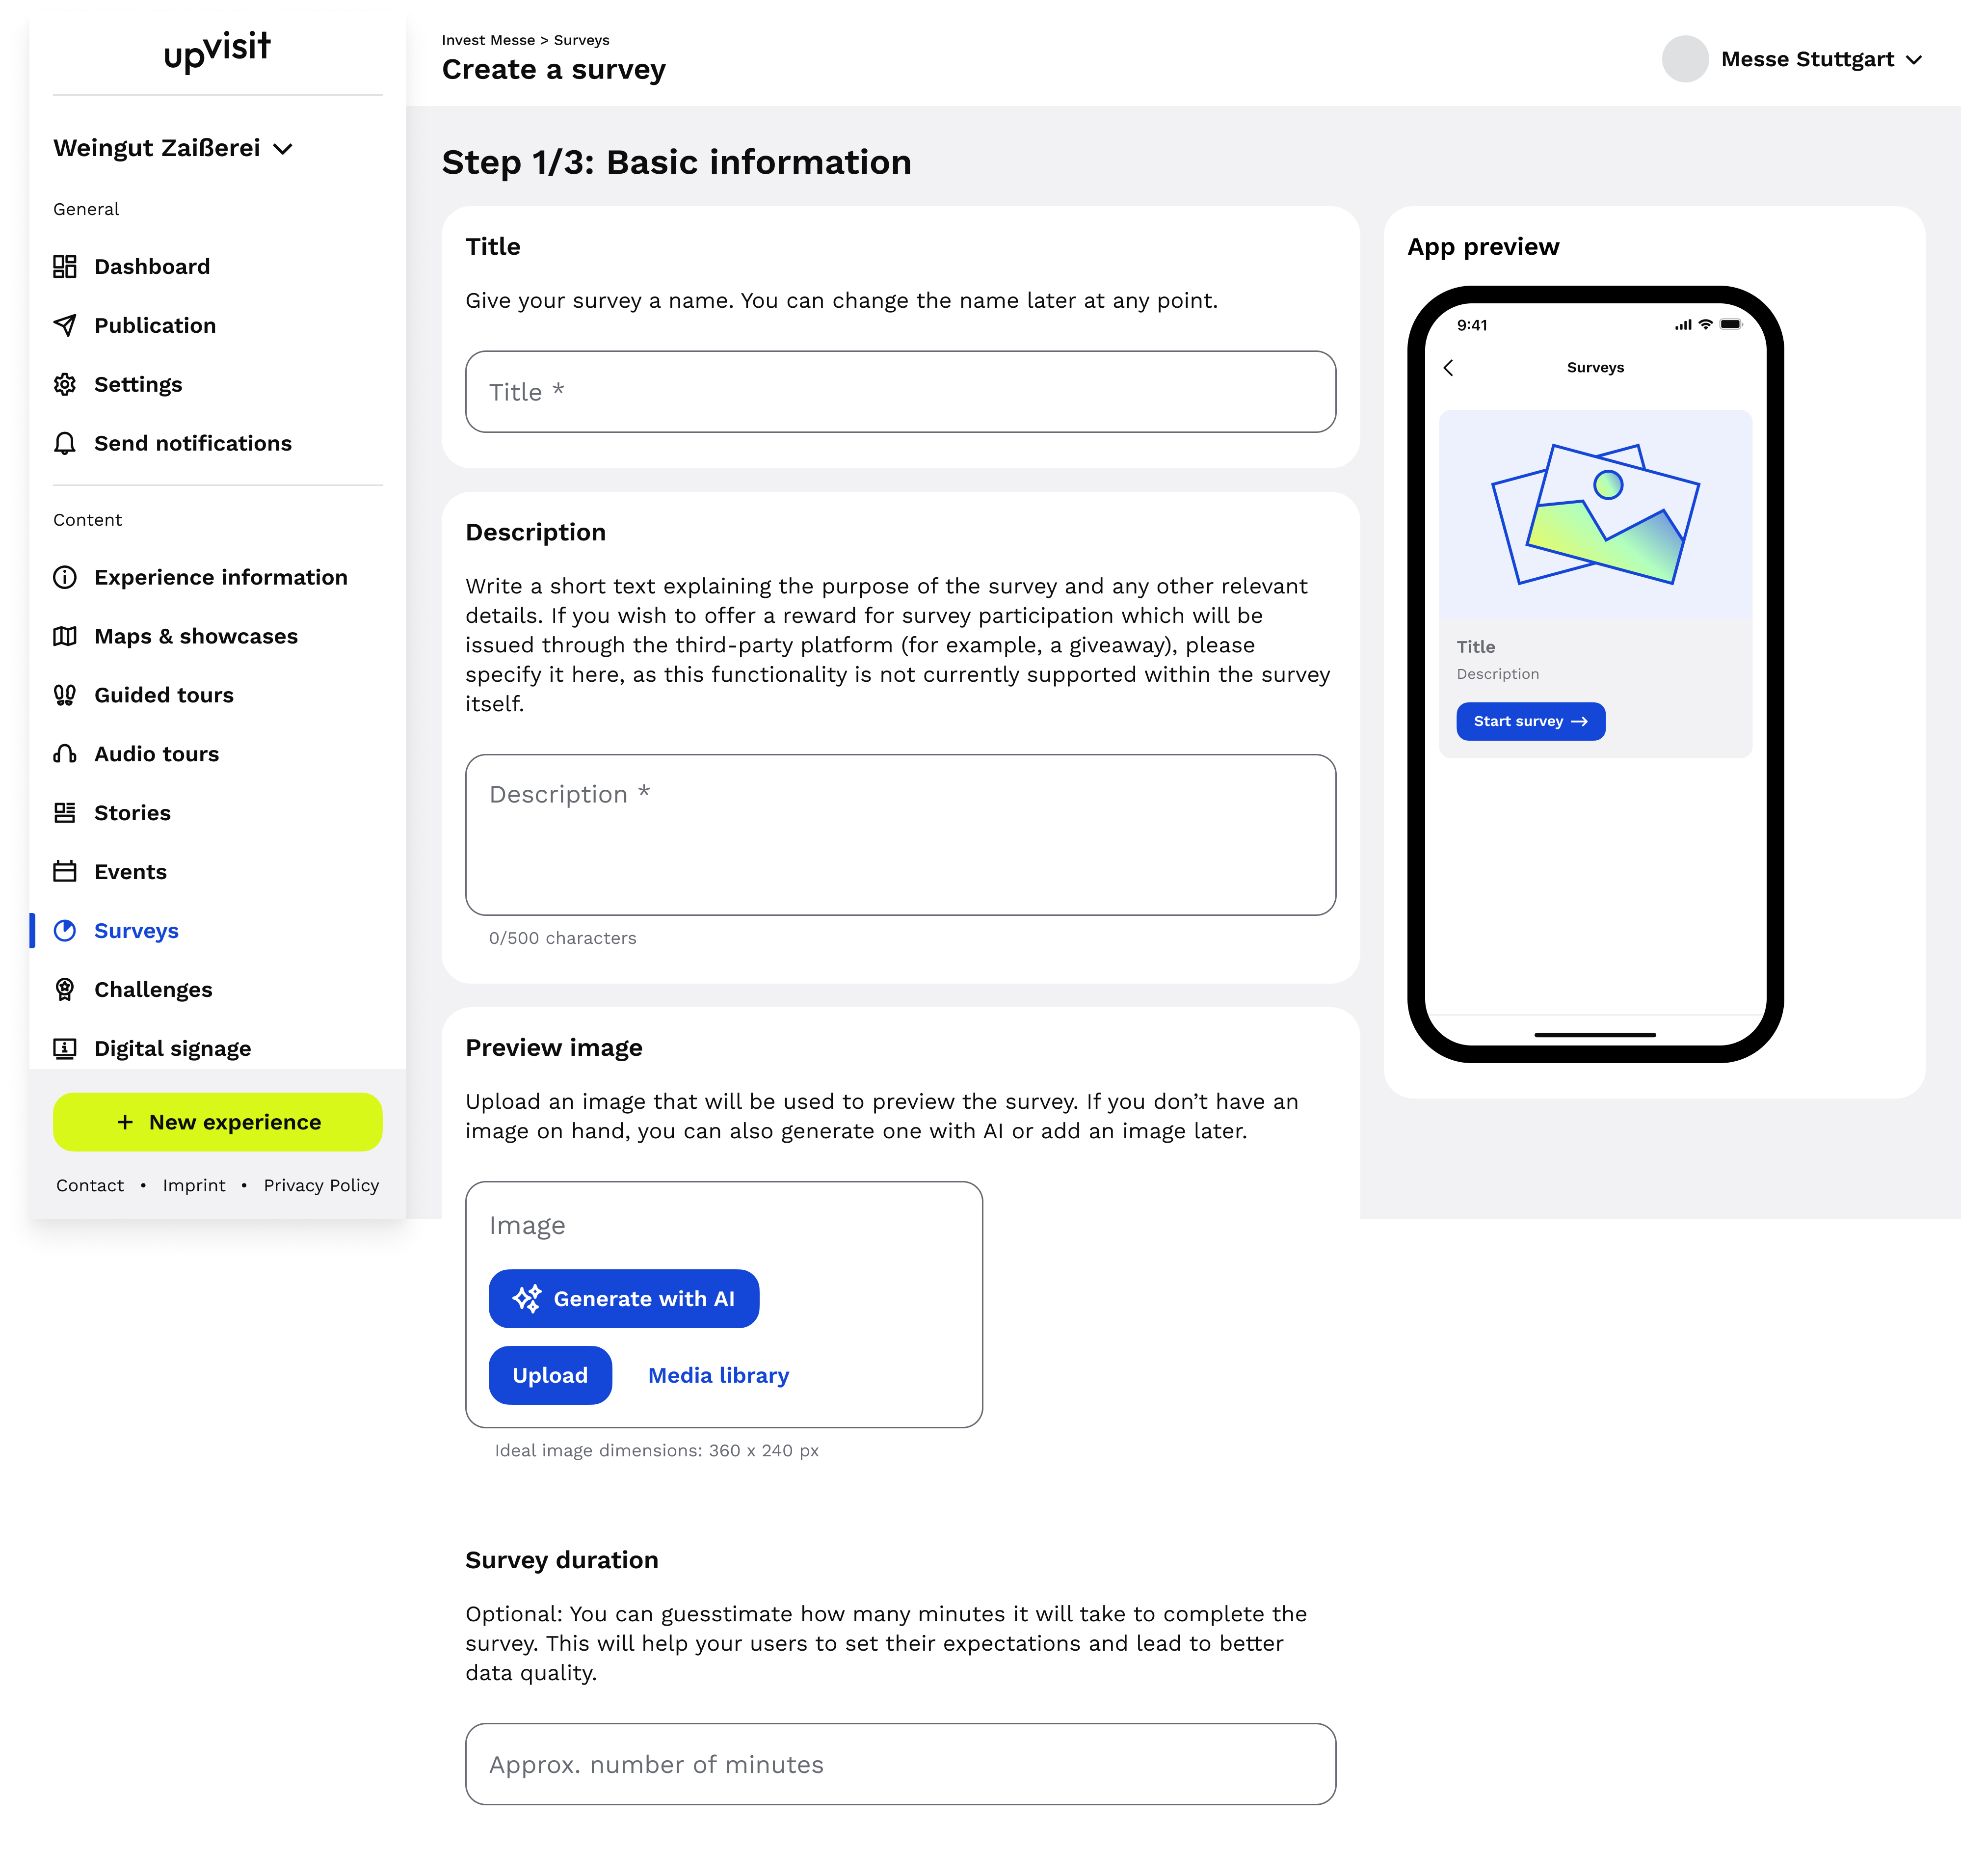 upvisit
Weingut Zaißerei
General
Dashboard
Publication
Settings
Send notifications
Content
Experience information
Maps & showcases
Guided tours
Audio tours
Stories
Events
Surveys
Challenges
Digital signage
+ New experience
Contact • Imprint • Privacy Policy
Invest Messe > Surveys
Create a survey
Messe Stuttgart
Step 1/3: Basic information
Title
Give your survey a name. You can change the name later at any point.
Title *
Description
Write a short text explaining the purpose of the survey and any other relevant
details. If you wish to offer a reward for survey participation which will be
issued through the third-party platform (for example, a giveaway), please
specify it here, as this functionality is not currently supported within the survey
itself.
Description *
0/500 characters
Preview image
Upload an image that will be used to preview the survey. If you don’t have an
image on hand, you can also generate one with AI or add an image later.
Image
Generate with AI
Upload
Media library
Ideal image dimensions: 360 x 240 px
Survey duration
Optional: You can guesstimate how many minutes it will take to complete the
survey. This will help your users to set their expectations and lead to better
data quality.
Approx. number of minutes
App preview
9:41
Surveys
Title
Description
Start survey →